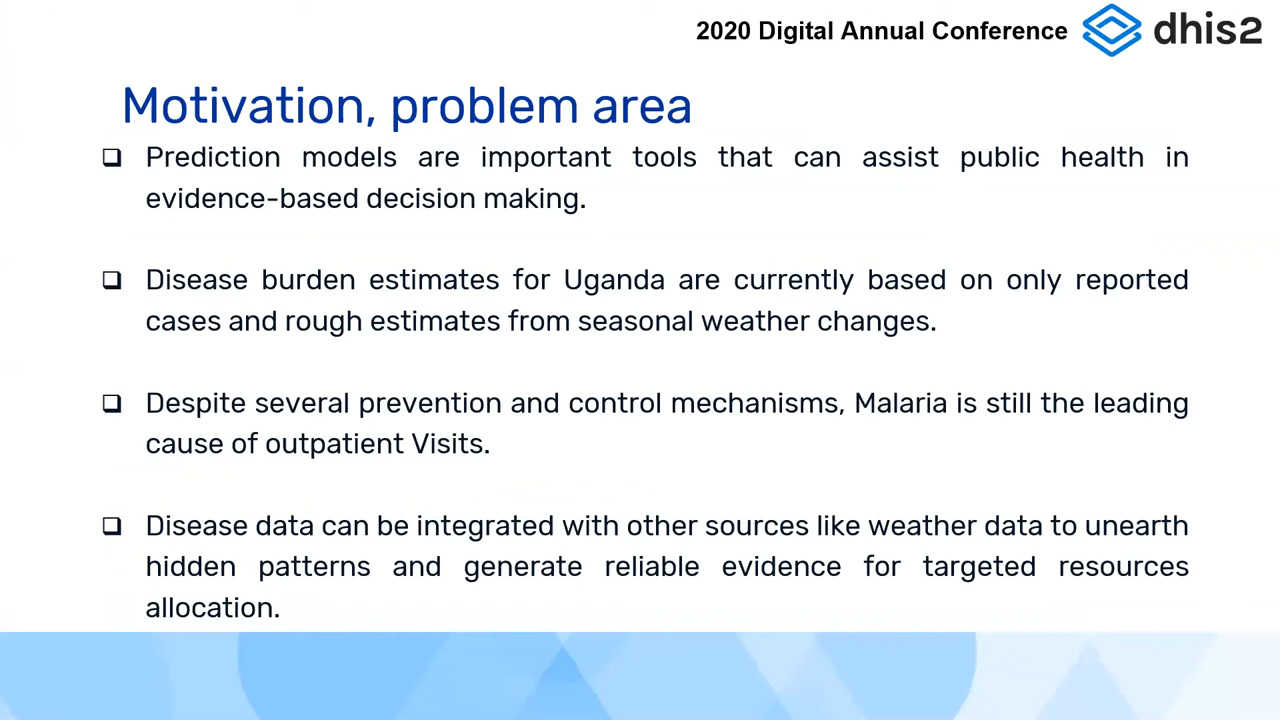 2020 Digital Annual Conference dhis2
Motivation, problem area
❑ Prediction models are important tools that can assist public health in
evidence-based decision making.
❑ Disease burden estimates for Uganda are currently based on only reported
cases and rough estimates from seasonal weather changes.
❑ Despite several prevention and control mechanisms, Malaria is still the leading
cause of outpatient Visits.
❑ Disease data can be integrated with other sources like weather data to unearth
hidden patterns and generate reliable evidence for targeted resources
allocation.